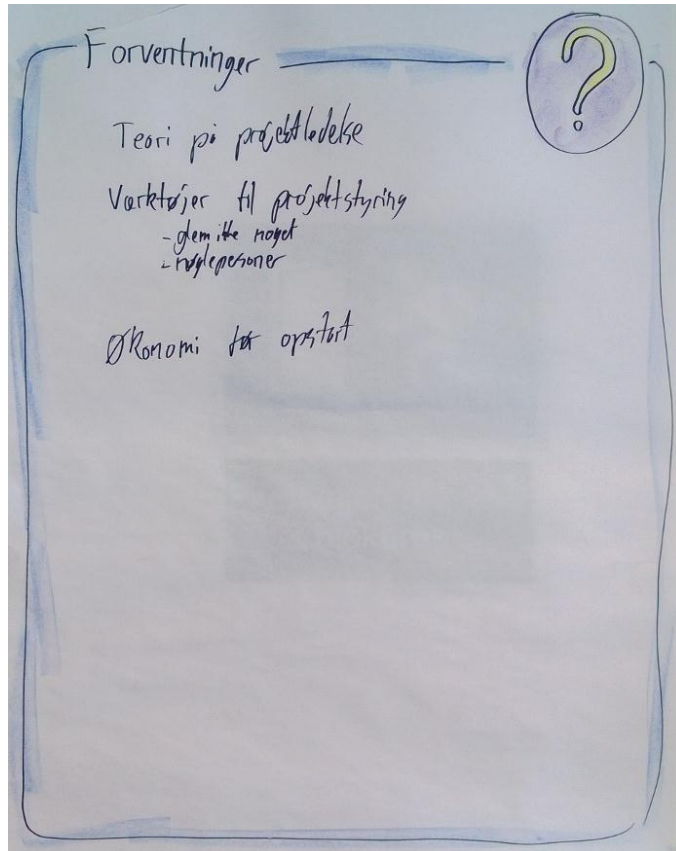 Forventninger
?
Teori på projektledelse
Værktøjer til projektstyring
- glem ikke noget
- nøglepersoner
Økonomi før opstart